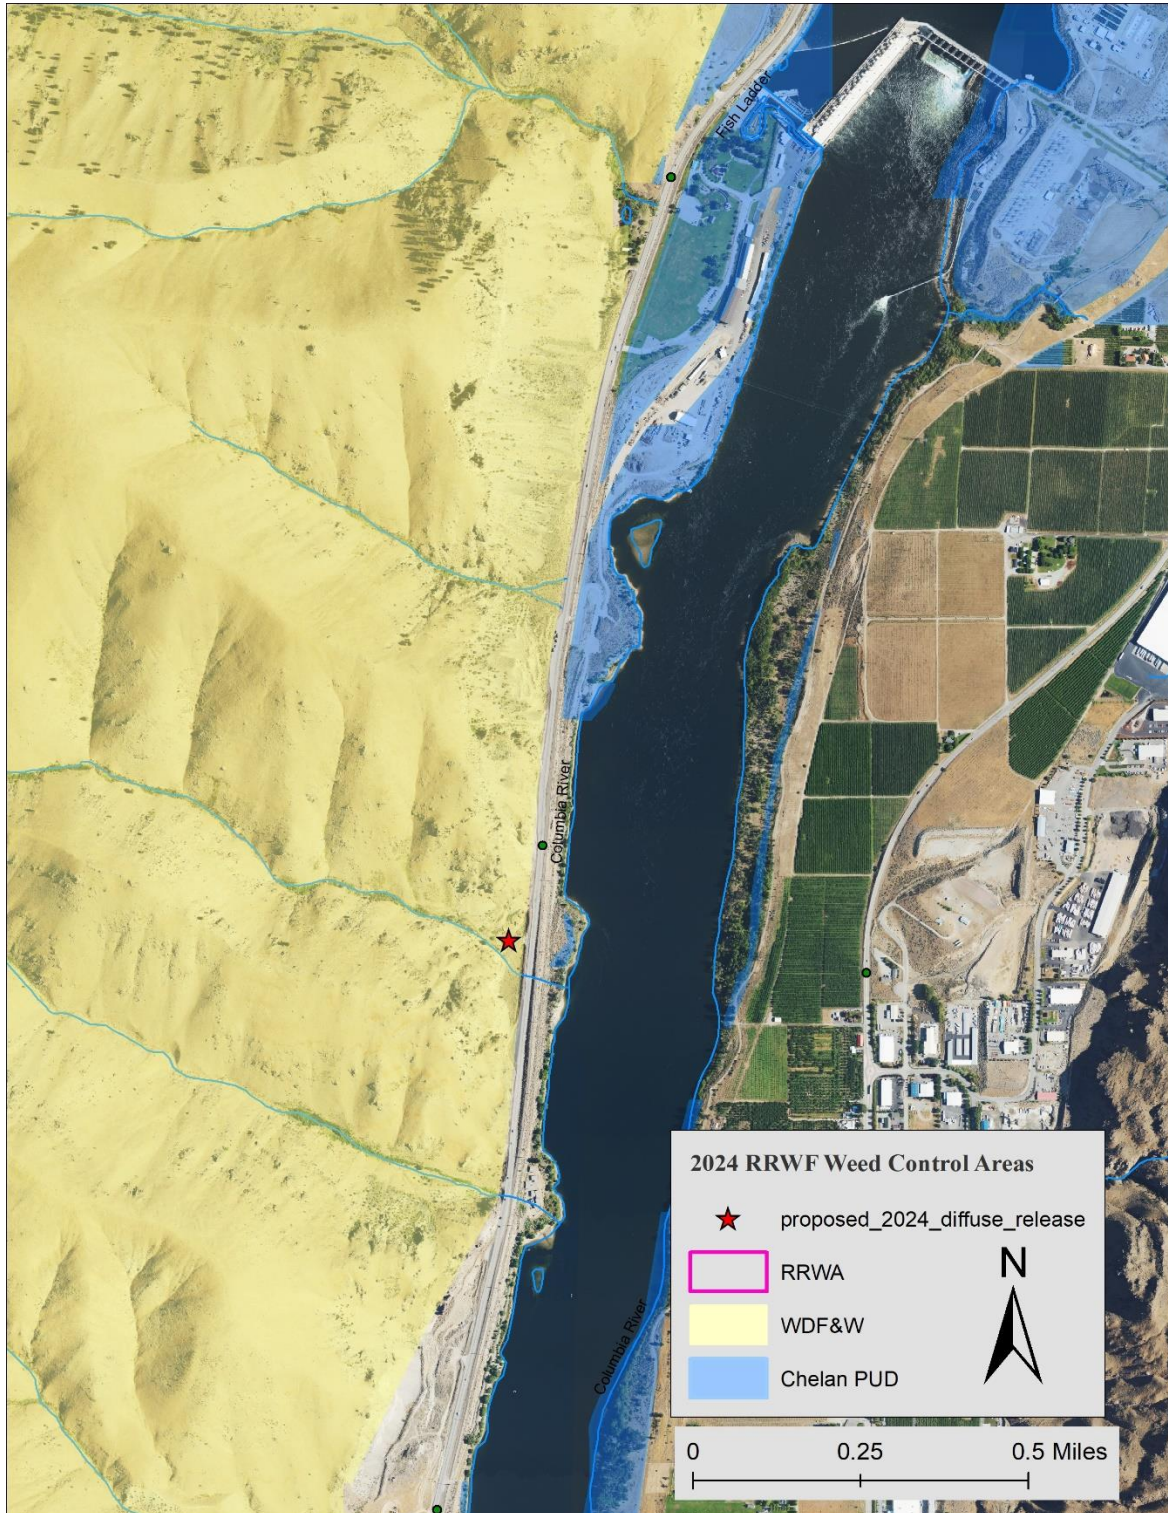 Fish Ladder
Columbia River
Columbia River
2024 RRWF Weed Control Areas
proposed_2024_diffuse_release
RRWA
N
WDF&W
Chelan PUD
0 0.25 0.5 Miles